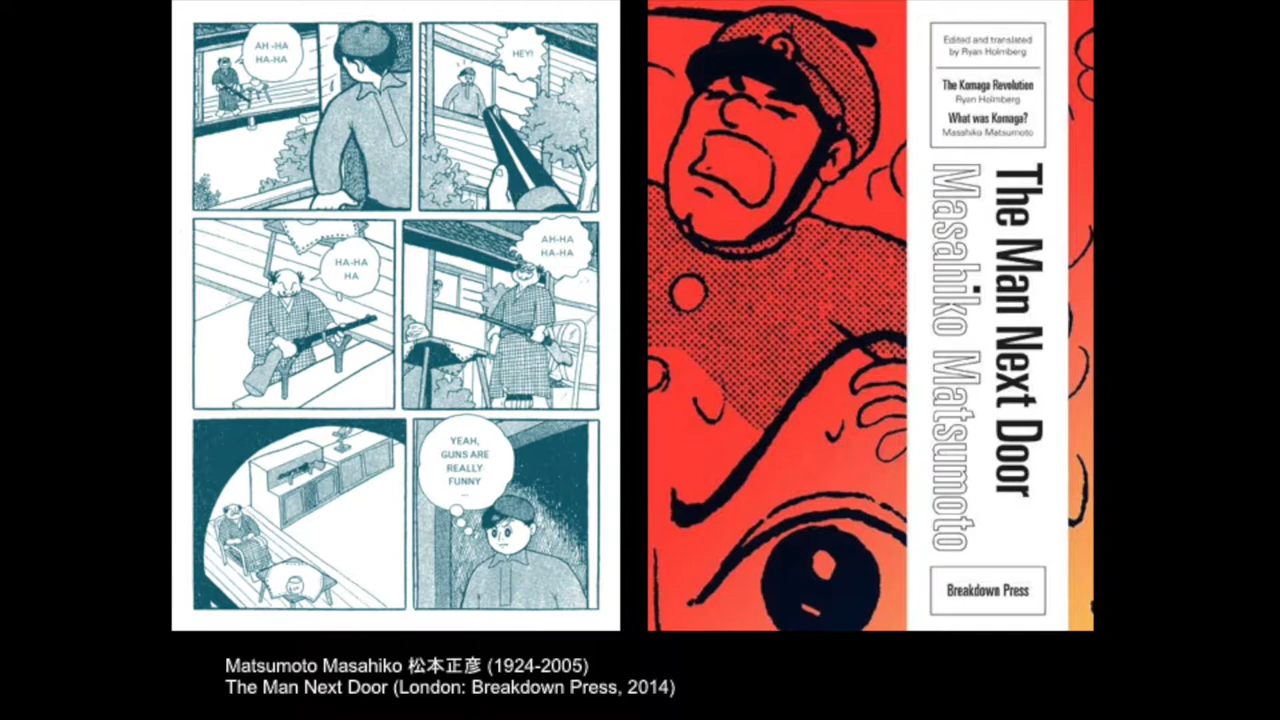 AH -HA
HA-HA
HEY!
HA-HA
HA
AH-HA
HA-HA
YEAH,
GUNS ARE
REALLY
FUNNY
...
Edited and translated
by Ryan Holmberg
The Komaga Revolution
Ryan Holmberg
What was Komaga?
Masahiko Matsumoto
The Man Next Door
Masahiko Matsumoto
Breakdown Press
Matsumoto Masahiko 松本正彦 (1924-2005)
The Man Next Door (London: Breakdown Press, 2014)